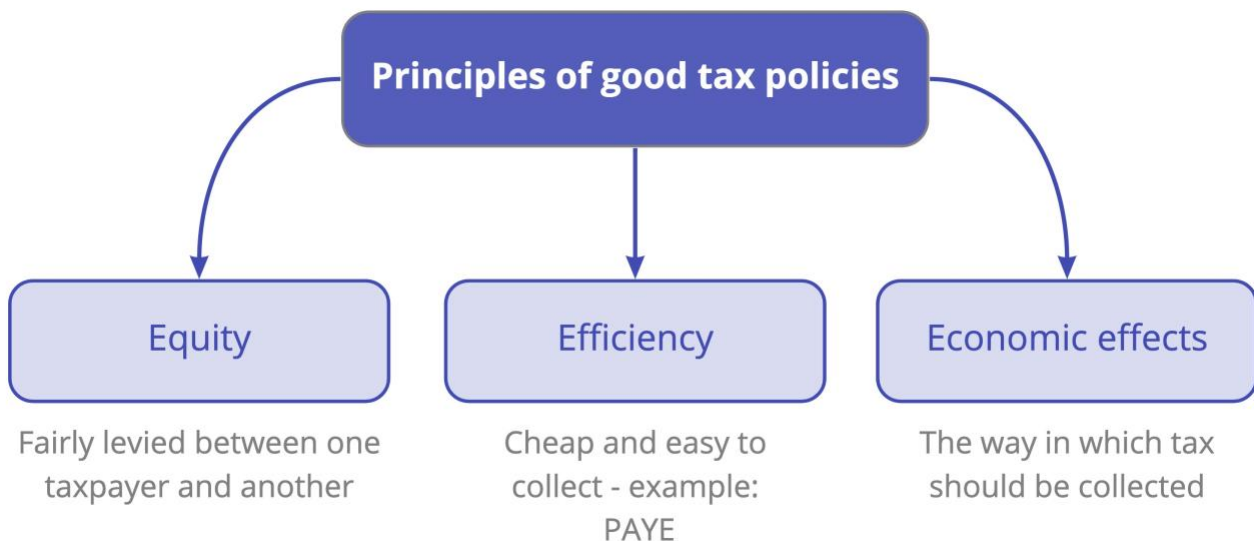 Principles of good tax policies
Equity
Efficiency
Economic effects
Fairly levied between one
taxpayer and another
Cheap and easy to
collect - example:
PAYE
The way in which tax
should be collected